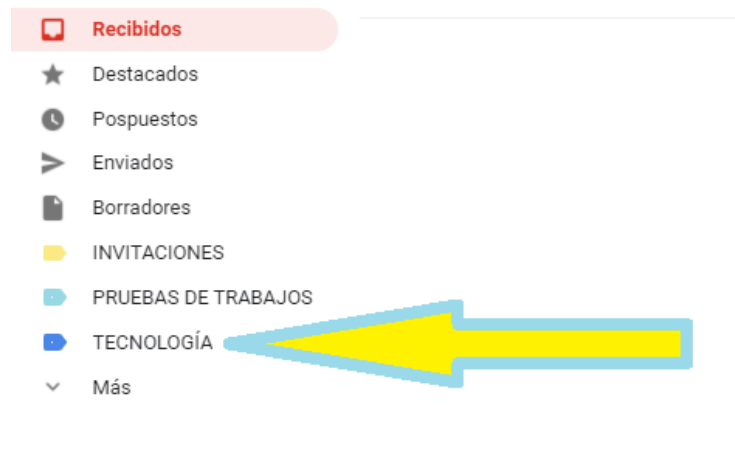 Recibidos
Destacados
Pospuestos
Enviados
Borradores
INVITACIONES
PRUEBAS DE TRABAJOS
TECNOLOGÍA
Más